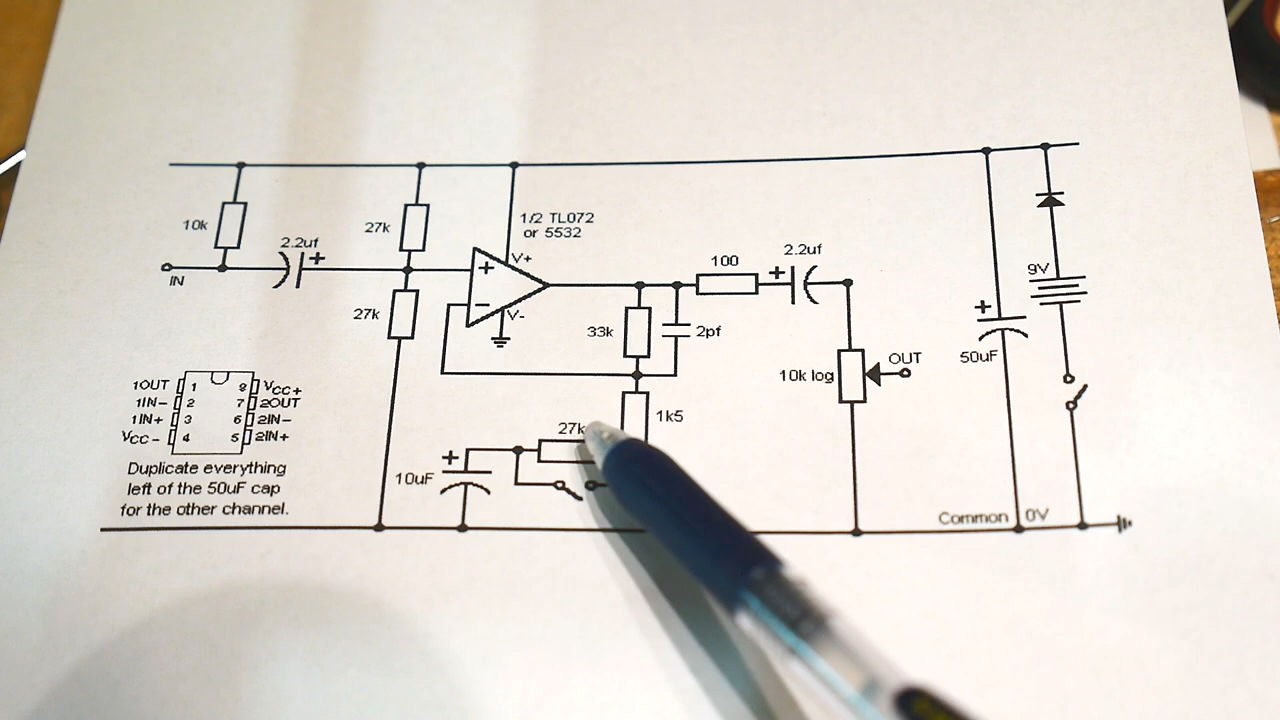 10k
27k
1/2 TL072
or 5532
2.2uf
+
IN
+
V+
−
V-
27k
33k
2pf
100
2.2uf
+
9V
+
50uF
10k log
OUT
1k5
27k
+
10uF
1OUT 1 8 VCC+
1IN- 2 7 2OUT
1IN+ 3 6 2IN-
VCC- 4 5 2IN+
Duplicate everything
left of the 50uF cap
for the other channel.
Common 0V